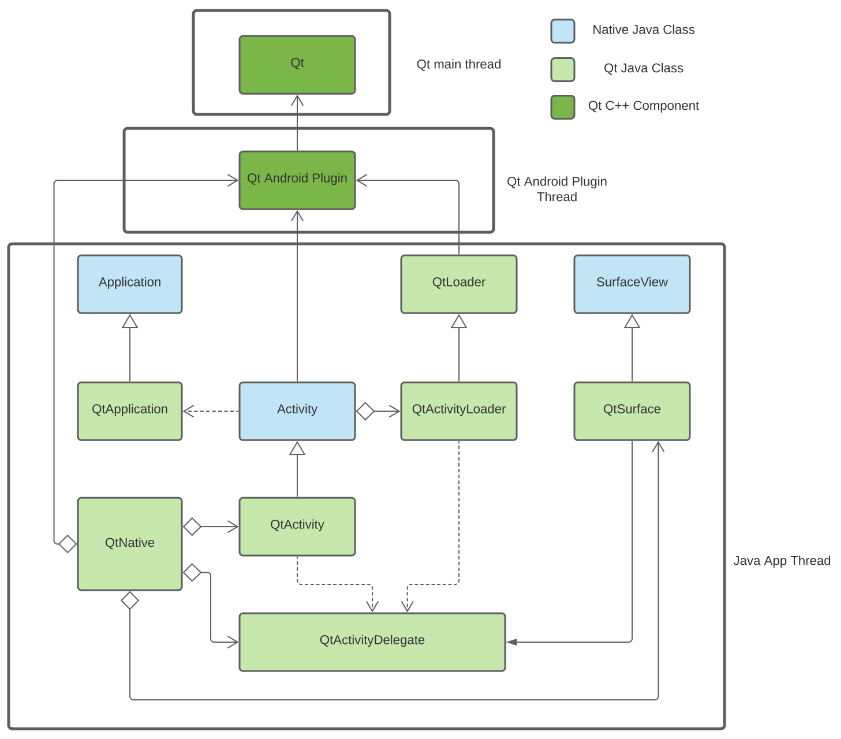 Qt
Qt main thread
Native Java Class
Qt Java Class
Qt C++ Component
Qt Android Plugin
Qt Android Plugin
Thread
Application
QtLoader
SurfaceView
QtApplication
Activity
QtActivityLoader
QtSurface
QtNative
QtActivity
Java App Thread
QtActivityDelegate